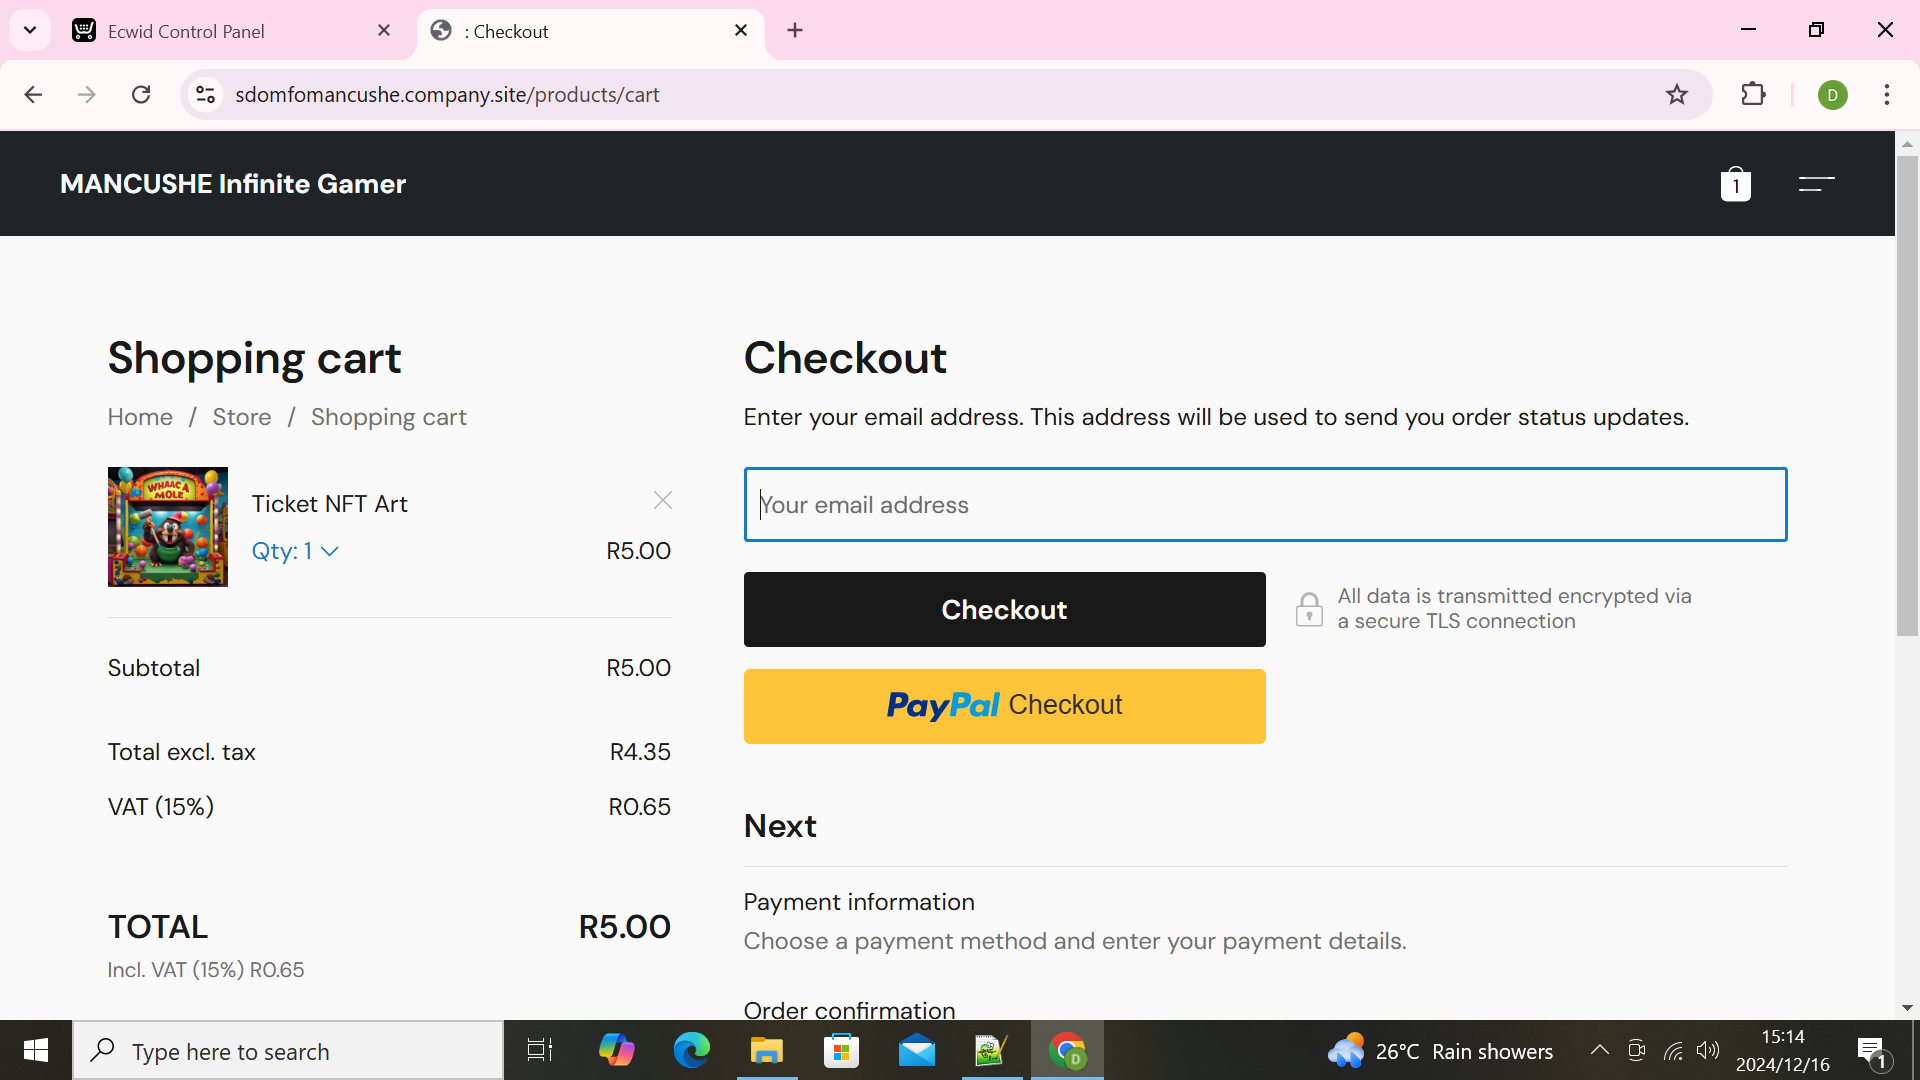 Ecwid Control Panel
: Checkout
sdomfomancushe.company.site/products/cart
D
MANCUSHE Infinite Gamer
1
Shopping cart
Home / Store / Shopping cart
WHAAC A
MOLE
Ticket NFT Art
Qty: 1
R5.00
Subtotal
R5.00
Total excl. tax
R4.35
VAT (15%)
R0.65
TOTAL
R5.00
Incl. VAT (15%) R0.65
Checkout
Enter your email address. This address will be used to send you order status updates.
Your email address
Checkout
All data is transmitted encrypted via
a secure TLS connection
PayPal Checkout
Next
Payment information
Choose a payment method and enter your payment details.
Order confirmation
Type here to search
D
26°C Rain showers
15:14
2024/12/16
1